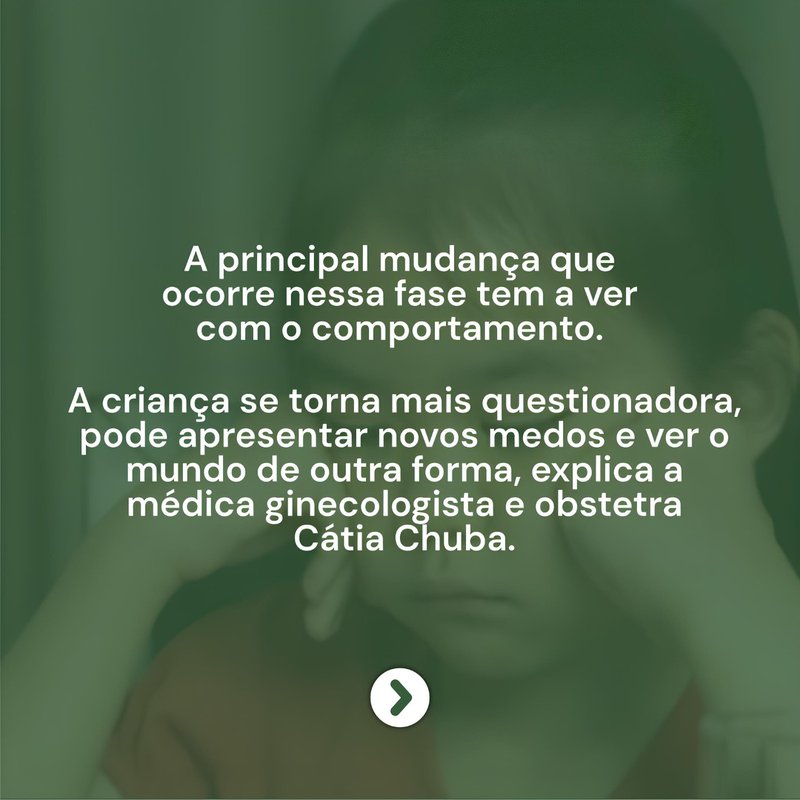 A principal mudança que
ocorre nessa fase tem a ver
com o comportamento.
A criança se torna mais questionadora,
pode apresentar novos medos e ver o
mundo de outra forma, explica a
médica ginecologista e obstetra
Cátia Chuba.